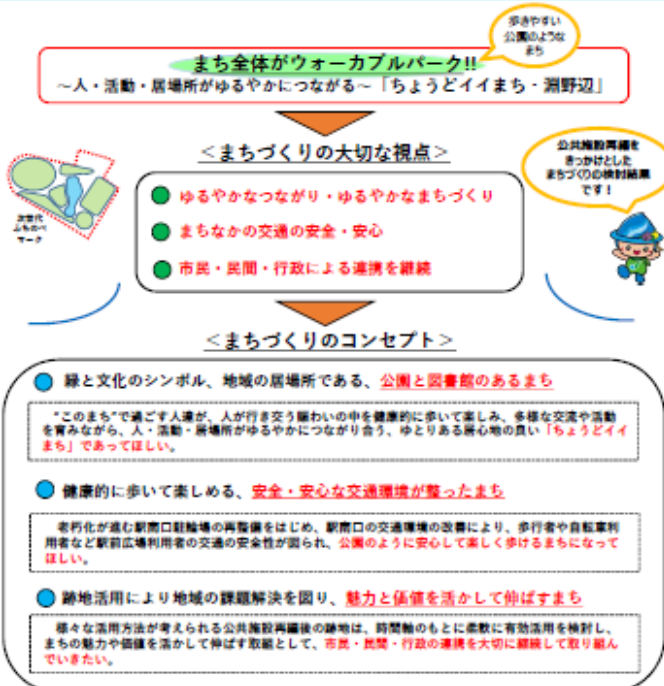 歩きやすい
公園のような
まち
まち全体がウォーカブルパーク!!
～人・活動・居場所がゆるやかにつながる～「ちょうどイイまち - 淵野辺」
＜まちづくりの大切な視点＞
公共施設再編を
きっかけとした
まちづくりの検討結果
です！
次世代
ふちのべ
マーク
ゆるやかなつながり・ゆるやかなまちづくり
まちなかの交通の安全・安心
市民・民間・行政による連携を継続
＜まちづくりのコンセプト＞
緑と文化のシンボル、地域の居場所である、公園と図書館のあるまち
"このまち"で過ごす人達が、人が行き交う賑わいの中を健康的に歩いて楽しみ、多様な交流や活動
を育みながら、人・活動・居場所がゆるやかにつながり合う、ゆとりある居心地の良い「ちょうどイイ
まち」であってほしい。
健康的に歩いて楽しめる、安全・安心な交通環境が整ったまち
老朽化が進む駅南口駐輪場の再整備をはじめ、駅南口の交通環境の改善により、歩行者や自転車利
用者など駅前広場利用者の交通の安全性が図られ、公園のように安心して楽しく歩けるまちになって
ほしい。
跡地活用により地域の課題解決を図り、魅力と価値を活かして伸ばすまち
様々な活用方法が考えられる公共施設再編後の跡地は、時間軸のもとに柔軟に有効活用を検討し、
まちの魅力や価値を活かして伸ばす取組として、市民・民間・行政の連携を大切に継続して取り組ん
でいきたい。